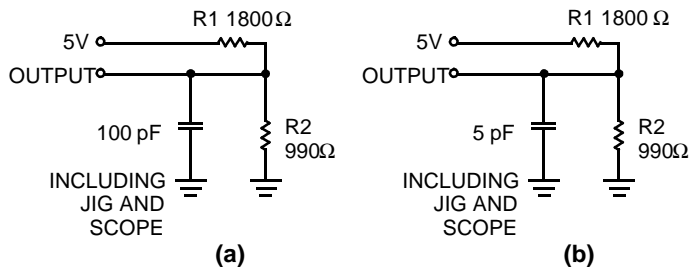 R1 1800 Ω
5V
OUTPUT
100 pF
R2
990Ω
INCLUDING
JIG AND
SCOPE
(a)
R1 1800 Ω
5V
OUTPUT
5 pF
R2
990Ω
INCLUDING
JIG AND
SCOPE
(b)